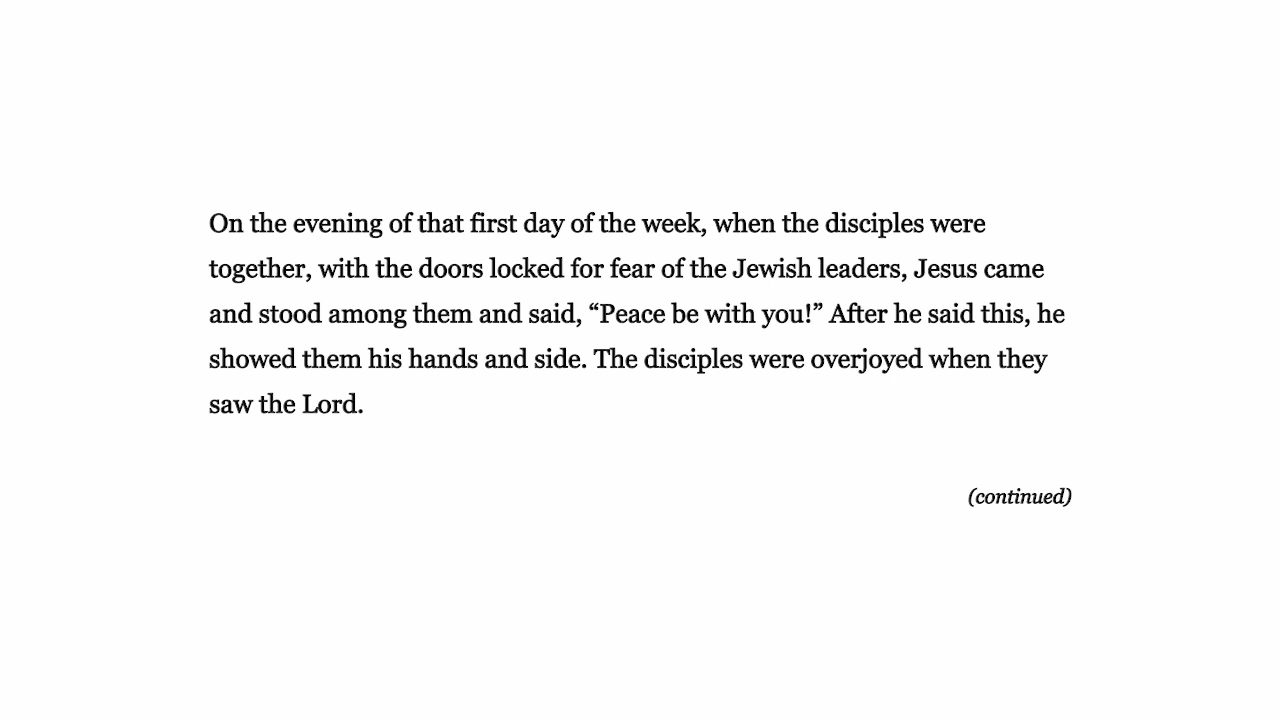 On the evening of that first day of the week, when the disciples were
together, with the doors locked for fear of the Jewish leaders, Jesus came
and stood among them and said, “Peace be with you!” After he said this, he
showed them his hands and side. The disciples were overjoyed when they
saw the Lord.
(continued)